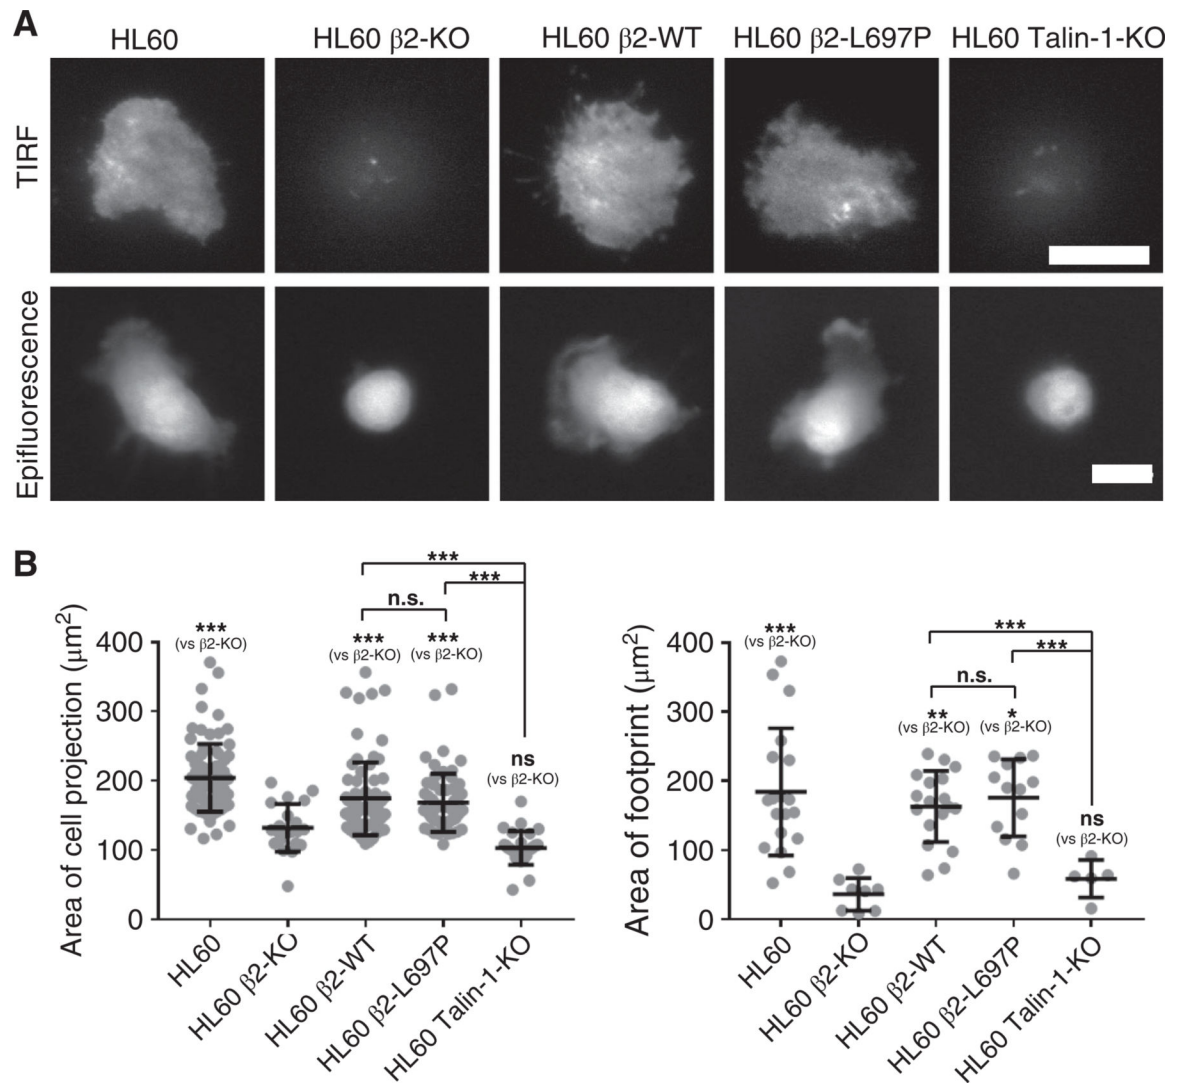 A
HL60
HL60 β2-KO
HL60 β2-WT
HL60 β2-L697P
HL60 Talin-1-KO
TIRF
Epifluorescence
B
Area of cell projection (μm²)
400
300
200
100
0
***
(vs β2-KO)
***
(vs β2-KO)
***
(vs β2-KO)
n.s.
***
***
ns
(vs β2-KO)
HL60
HL60 β2-KO
HL60 β2-WT
HL60 β2-L697P
HL60 Talin-1-KO
Area of footprint (μm²)
400
300
200
100
0
***
(vs β2-KO)
**
(vs β2-KO)
*
(vs β2-KO)
n.s.
***
***
ns
(vs β2-KO)
HL60
HL60 β2-KO
HL60 β2-WT
HL60 β2-L697P
HL60 Talin-1-KO